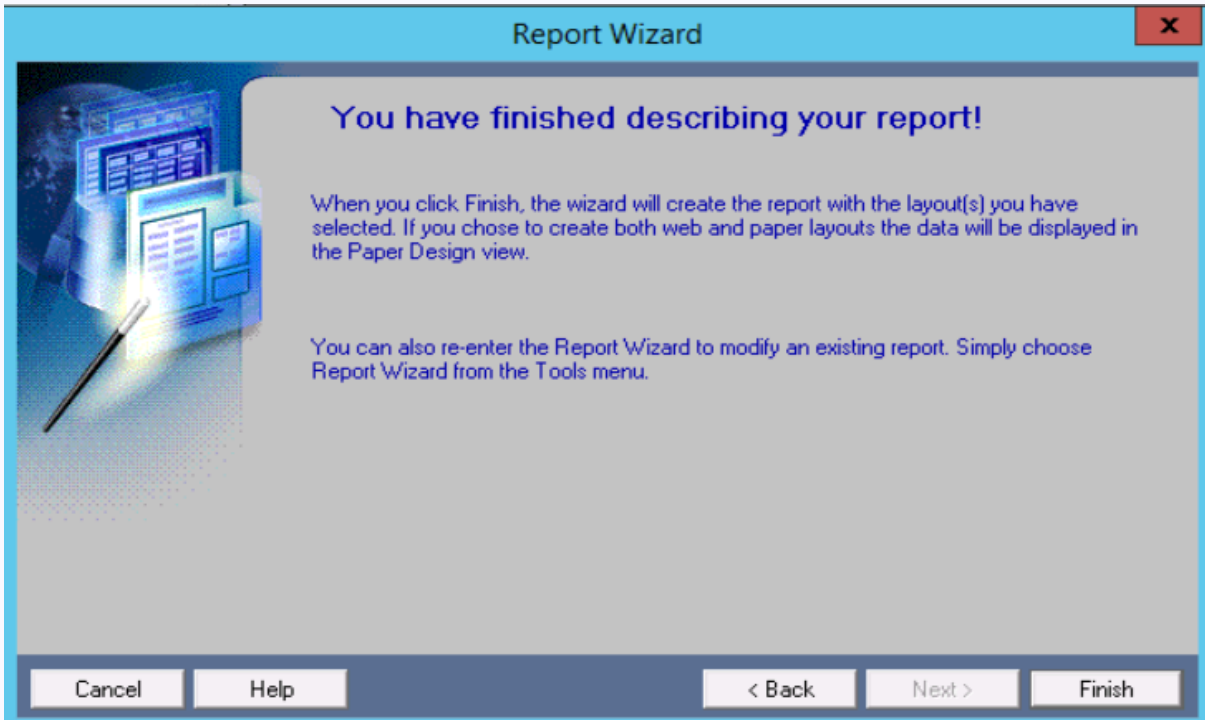 Report Wizard
x
You have finished describing your report!
When you click Finish, the wizard will create the report with the layout(s) you have
selected. If you chose to create both web and paper layouts the data will be displayed in
the Paper Design view.
You can also re-enter the Report Wizard to modify an existing report. Simply choose
Report Wizard from the Tools menu.
Cancel
Help
< Back
Next >
Finish